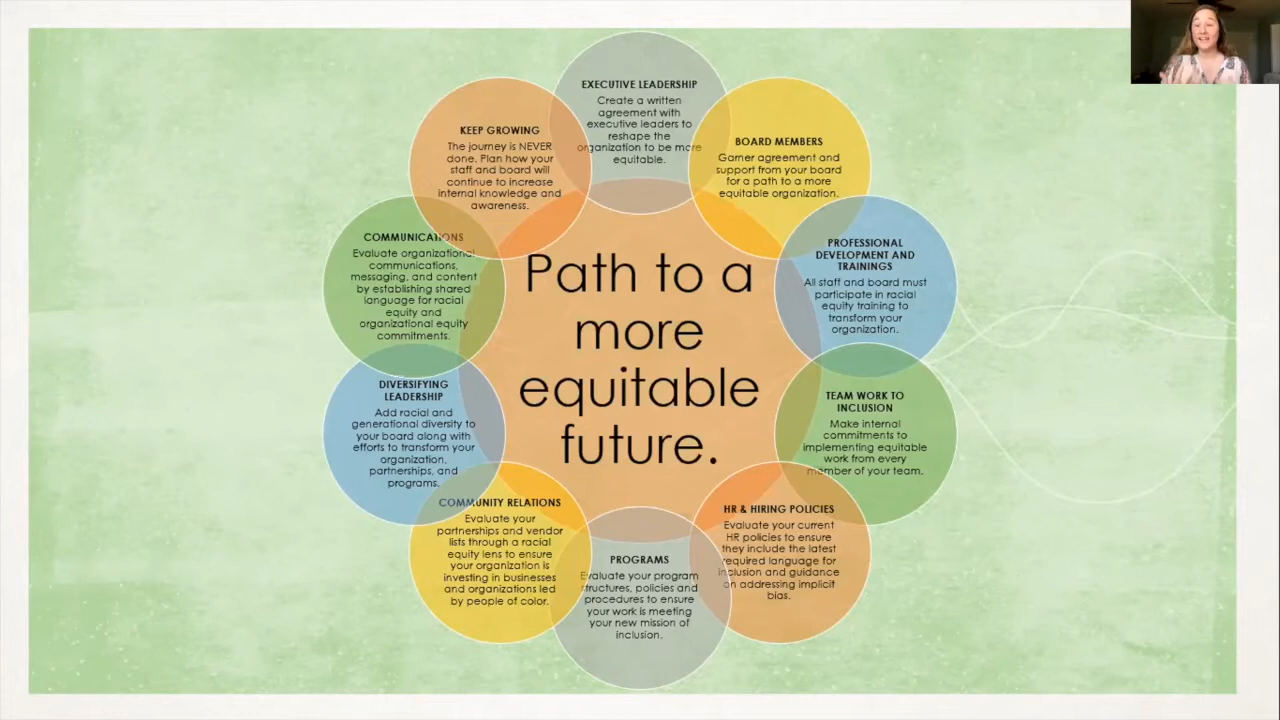 EXECUTIVE LEADERSHIP
Create a written
agreement with
executive leaders to
reshape the
organization to be more
equitable.
BOARD MEMBERS
Garner agreement and
support from your board
for a path to a more
equitable organization.
PROFESSIONAL
DEVELOPMENT AND
TRAININGS
All staff and board must
participate in racial
equity training to
transform your
organization.
TEAM WORK TO
INCLUSION
Make internal
commitments to
implementing equitable
work from every
member of your team.
HR & HIRING POLICIES
Evaluate your current
HR policies to ensure
they include the latest
required language for
inclusion and guidance
on addressing implicit
bias.
PROGRAMS
Evaluate your program
structures, policies and
procedures to ensure
your work is meeting
your new mission of
inclusion.
COMMUNITY RELATIONS
Evaluate your
partnerships and vendor
lists through a racial
equity lens to ensure
your organization is
investing in businesses
and organizations led
by people of color.
DIVERSIFYING
LEADERSHIP
Add racial and
generational diversity to
your board along with
efforts to transform your
organization,
partnerships, and
programs.
COMMUNICATIONS
Evaluate organizational
communications,
messaging, and content
by establishing shared
language for racial
equity and
organizational equity
commitments.
KEEP GROWING
The journey is NEVER
done. Plan how your
staff and board will
continue to increase
internal knowledge and
awareness.
Path to a
more
equitable
future.